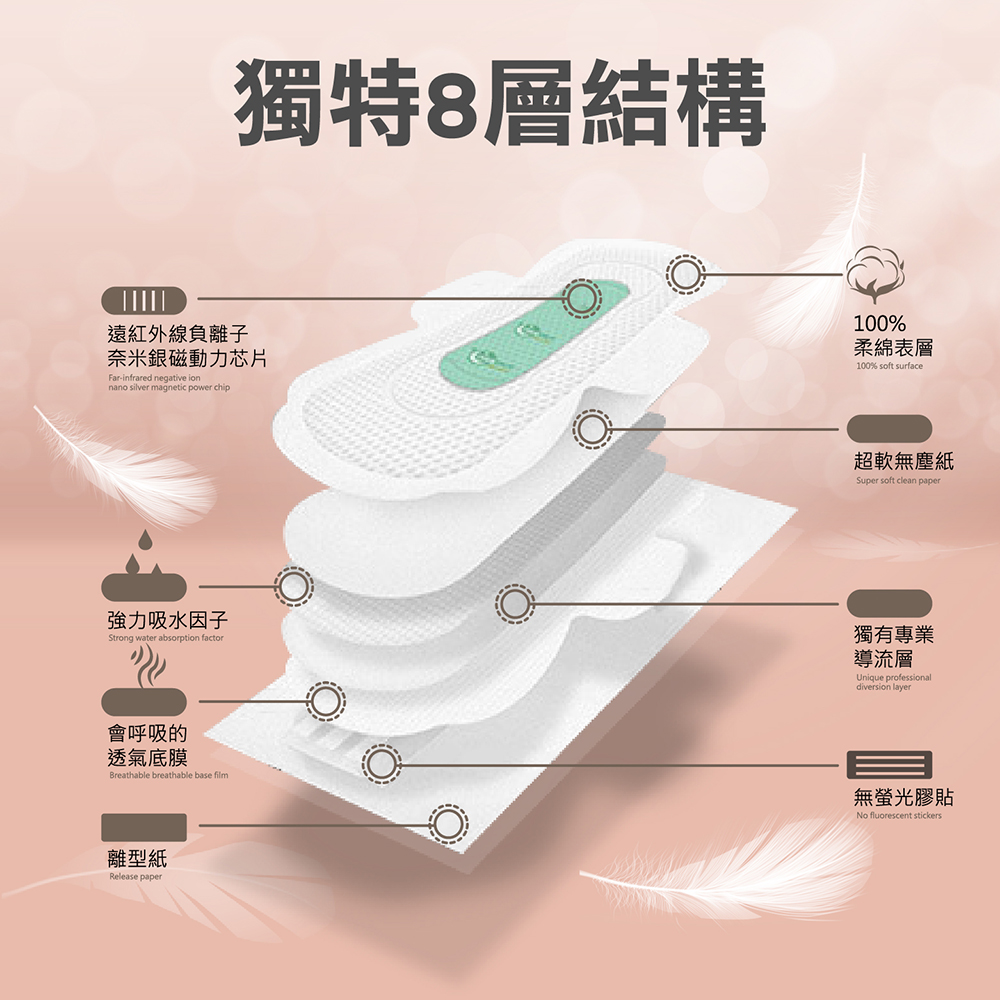 獨特8層結構
遠紅外線負離子
奈米銀磁動力芯片
Far-infrared negative ion
nano silver magnetic power chip
100%
柔綿表層
100% soft surface
超軟無塵紙
Super soft clean paper
強力吸水因子
Strong water absorption factor
獨有專業
導流層
Unique professional
diversion layer
會呼吸的
透氣底膜
Breathable breathable base film
無螢光膠貼
No fluorescent stickers
離型紙
Release paper